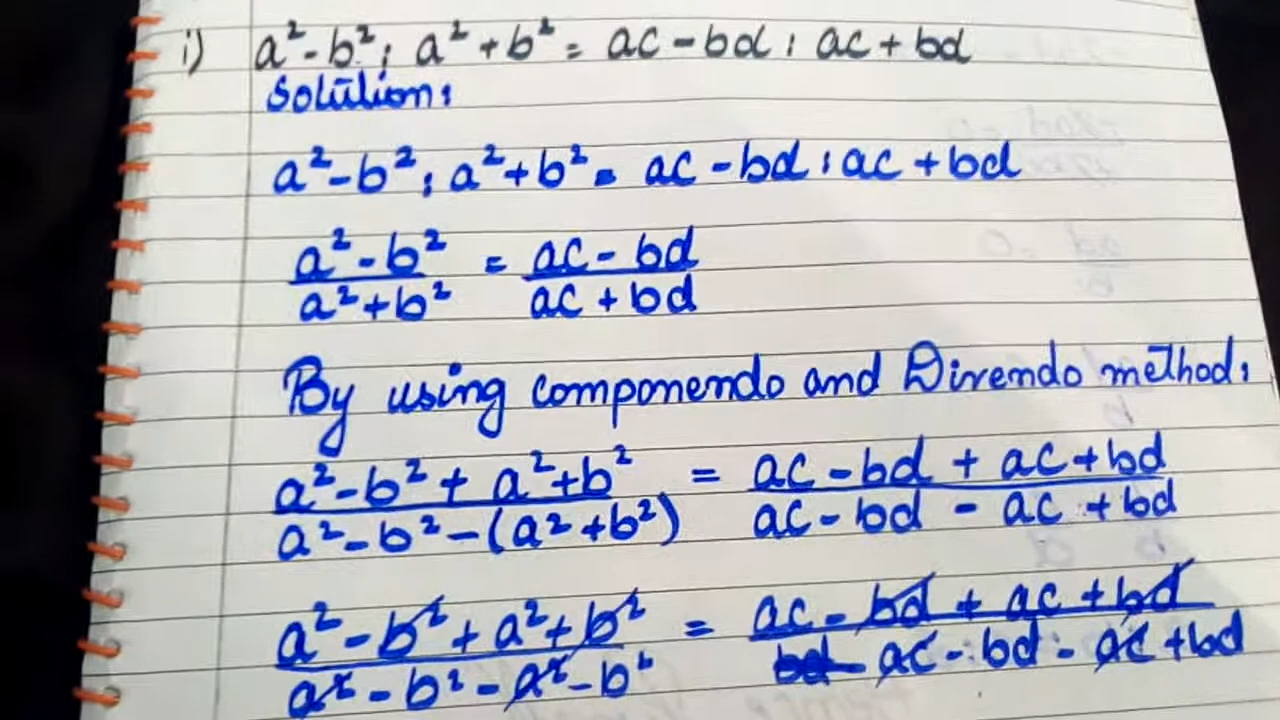 i) a²-b² : a²+b² = ac-bd : ac+bd
Solution:
a²-b² : a²+b² = ac-bd : ac+bd
a²-b² / a²+b² = ac-bd / ac+bd
By using componendo and Divendo method:
a²-b²+a²+b² / a²-b²-(a²+b²) = ac-bd+ac+bd / ac-bd-ac+bd
a²-b²+a²+b² / a²-b²-a²-b² = ac-bd+ac+bd / ac-bd-ac+bd